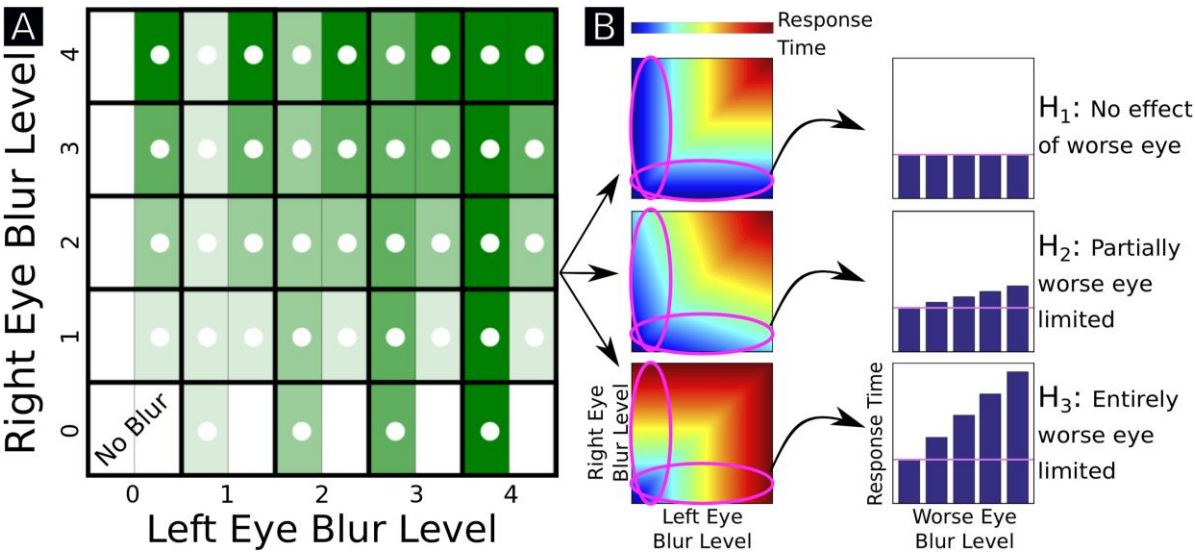 A
Right Eye Blur Level
4
3
2
1
0
No Blur
0 1 2 3 4
Left Eye Blur Level
B
Response
Time
H1: No effect
of worse eye
H2: Partially
worse eye
limited
Right Eye
Blur Level
Left Eye
Blur Level
Response Time
H3: Entirely
worse eye
limited
Worse Eye
Blur Level